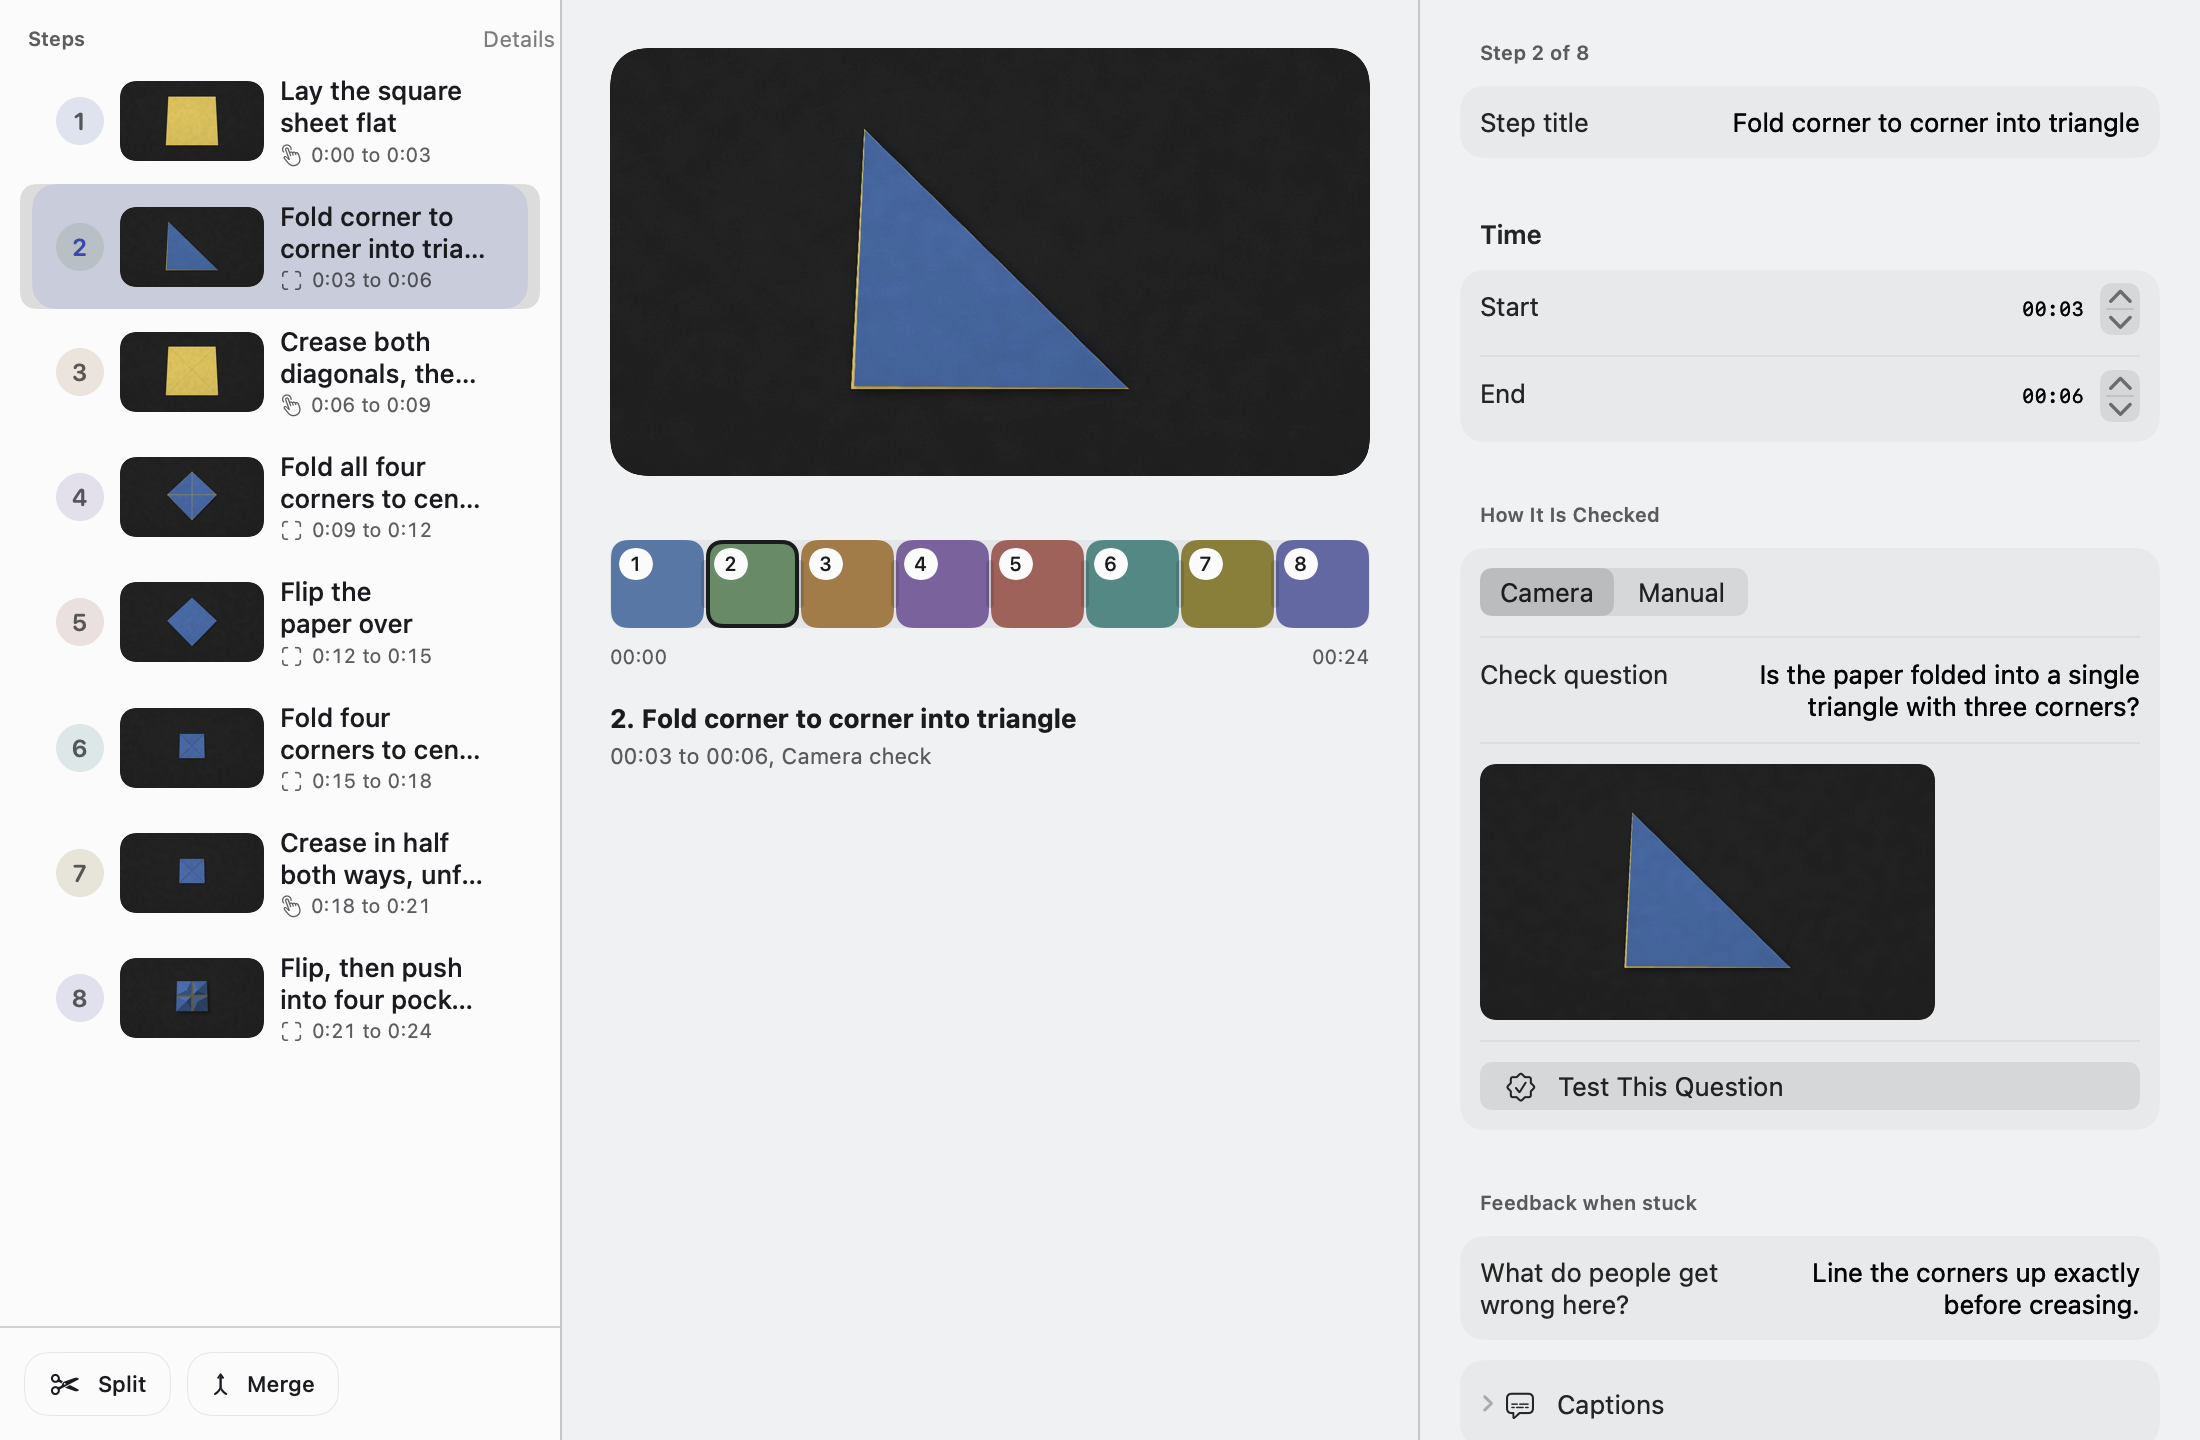 Steps
Details
1
Lay the square
sheet flat
0:00 to 0:03
2
Fold corner to
corner into tria...
0:03 to 0:06
3
Crease both
diagonals, the...
0:06 to 0:09
4
Fold all four
corners to cen...
0:09 to 0:12
5
Flip the
paper over
0:12 to 0:15
6
Fold four
corners to cen...
0:15 to 0:18
7
Crease in half
both ways, unf...
0:18 to 0:21
8
Flip, then push
into four pock...
0:21 to 0:24
Split
Merge
1 2 3 4 5 6 7 8
00:00
00:24
2. Fold corner to corner into triangle
00:03 to 00:06, Camera check
Step 2 of 8
Step title
Fold corner to corner into triangle
Time
Start
00:03
End
00:06
How It Is Checked
Camera
Manual
Check question
Is the paper folded into a single
triangle with three corners?
Test This Question
Feedback when stuck
What do people get
wrong here?
Line the corners up exactly
before creasing.
Captions